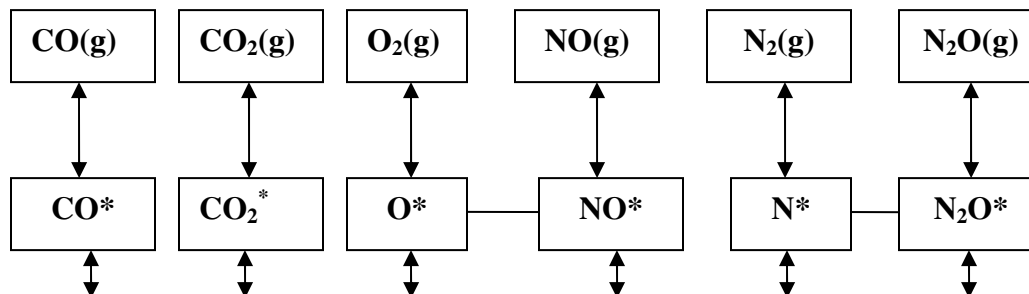 CO(g) CO₂(g) O₂(g) NO(g) N₂(g) N₂O(g)
CO* CO₂* O* NO* N* N₂O*